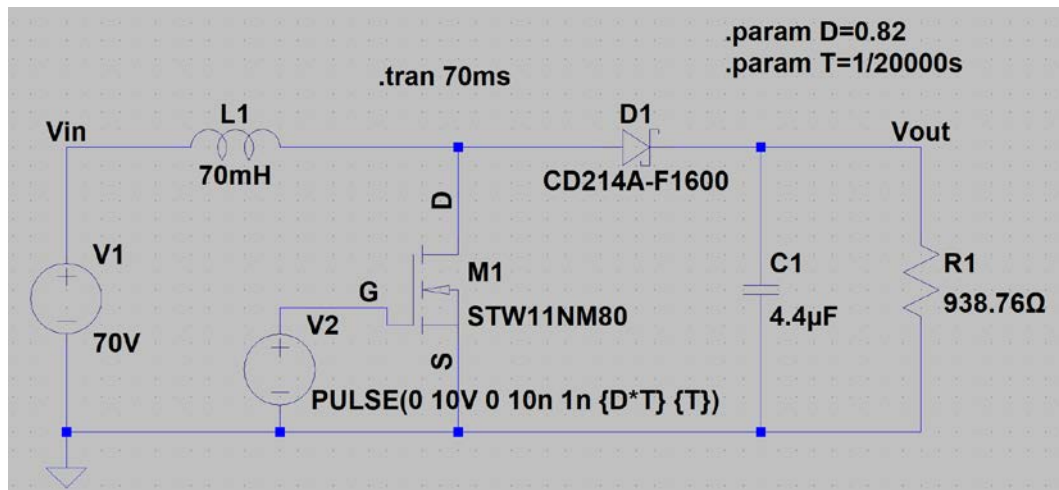 .param D=0.82
.param T=1/20000s
.tran 70ms
Vin
L1
70mH
D1
CD214A-F1600
Vout
D
V1
70V
G
V2
M1
STW11NM80
S
C1
4.4µF
R1
938.76Ω
PULSE(0 10V 0 10n 1n {D*T} {T})